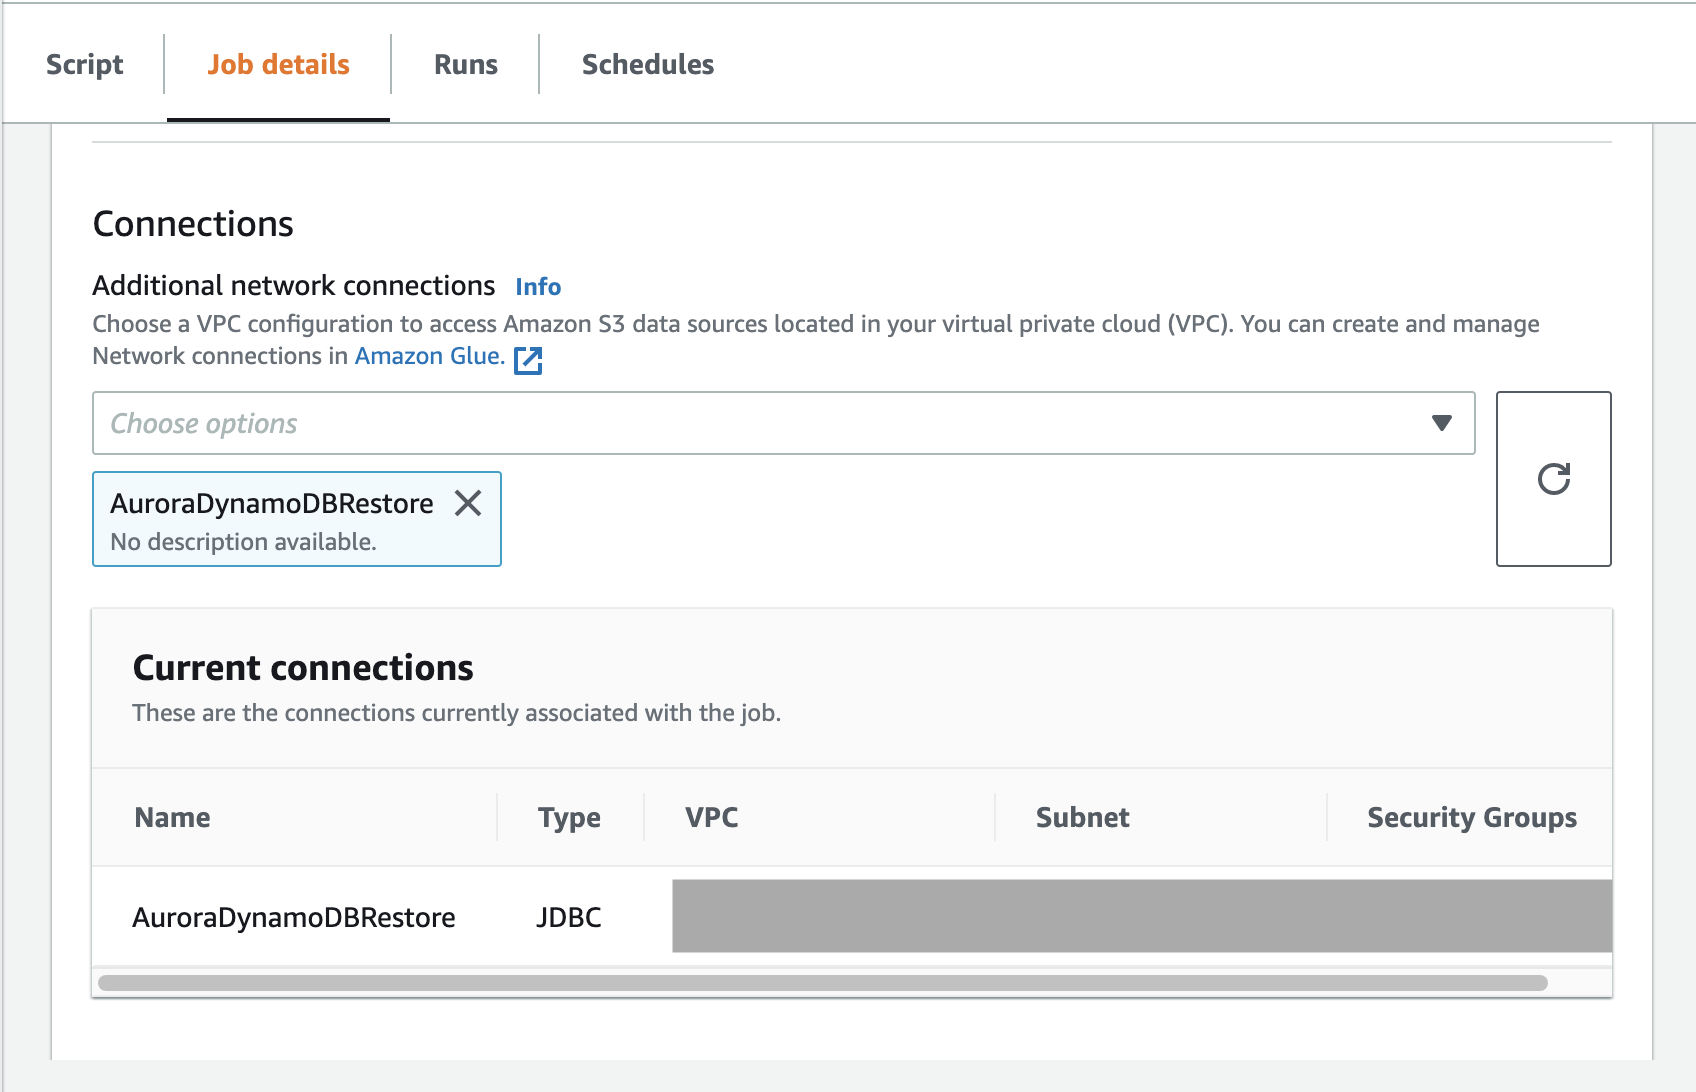 Script
Job details
Runs
Schedules
Connections
Additional network connections Info
Choose a VPC configuration to access Amazon S3 data sources located in your virtual private cloud (VPC). You can create and manage
Network connections in Amazon Glue.
Choose options
AuroraDynamoDBRestore
No description available.
Current connections
These are the connections currently associated with the job.
Name Type VPC Subnet Security Groups
AuroraDynamoDBRestore JDBC